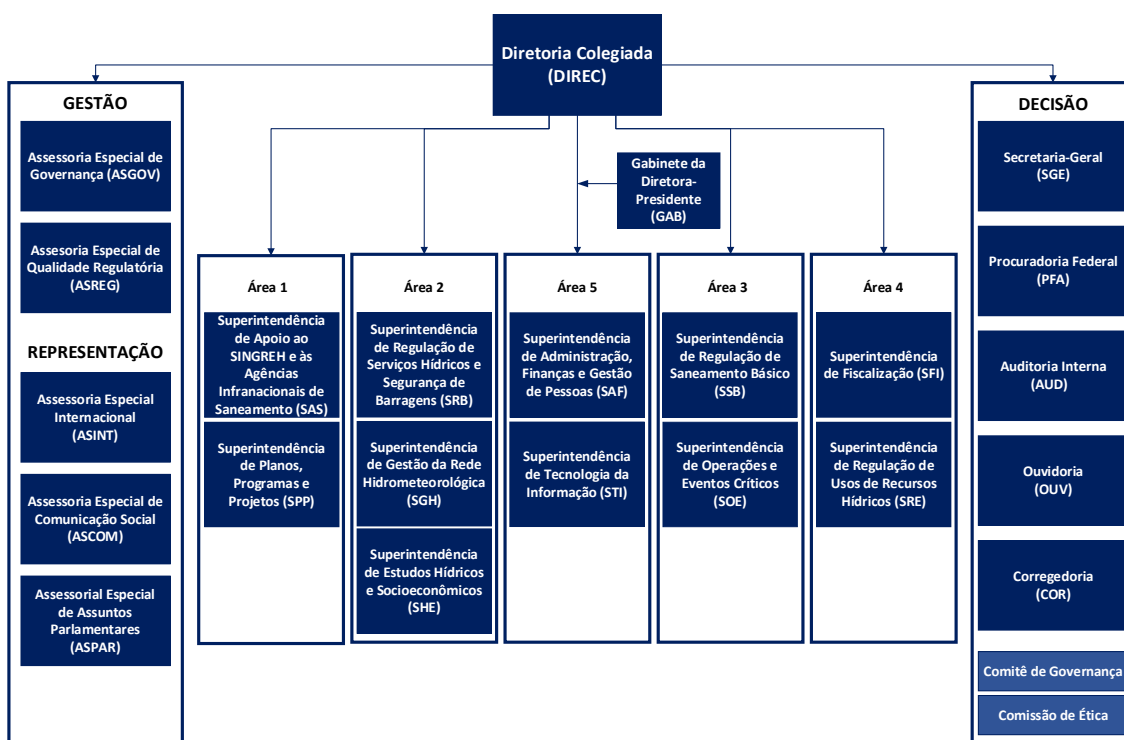 Diretoria Colegiada
(DIREC)
GESTÃO
Assessoria Especial de
Governança (ASGOV)
Assesoria Especial de
Qualidade Regulatória
(ASREG)
REPRESENTAÇÃO
Assessoria Especial
Internacional
(ASINT)
Assessoria Especial de
Comunicação Social
(ASCOM)
Assessorial Especial
de Assuntos
Parlamentares
(ASPAR)
Gabinete da
Diretora-
Presidente
(GAB)
Área 1
Superintendência
de Apoio ao
SINGREH e às
Agências
Infranacionais de
Saneamento (SAS)
Superintendência
de Planos,
Programas e
Projetos (SPP)
Área 2
Superintendência
de Regulação de
Serviços Hídricos e
Segurança de
Barragens (SRB)
Superintendência
de Gestão da Rede
Hidrometeorológica
(SGH)
Superintendência
de Estudos Hídricos
e Socioeconômicos
(SHE)
Área 5
Superintendência
de Administração,
Finanças e Gestão
de Pessoas (SAF)
Superintendência
de Tecnologia da
Informação (STI)
Área 3
Superintendência
de Regulação de
Saneamento Básico
(SSB)
Superintendência
de Operações e
Eventos Críticos
(SOE)
Área 4
Superintendência
de Fiscalização (SFI)
Superintendência
de Regulação de
Usos de Recursos
Hídricos (SRE)
DECISÃO
Secretaria-Geral
(SGE)
Procuradoria Federal
(PFA)
Auditoria Interna
(AUD)
Ouvidoria
(OUV)
Corregedoria
(COR)
Comitê de Governança
Comissão de Ética